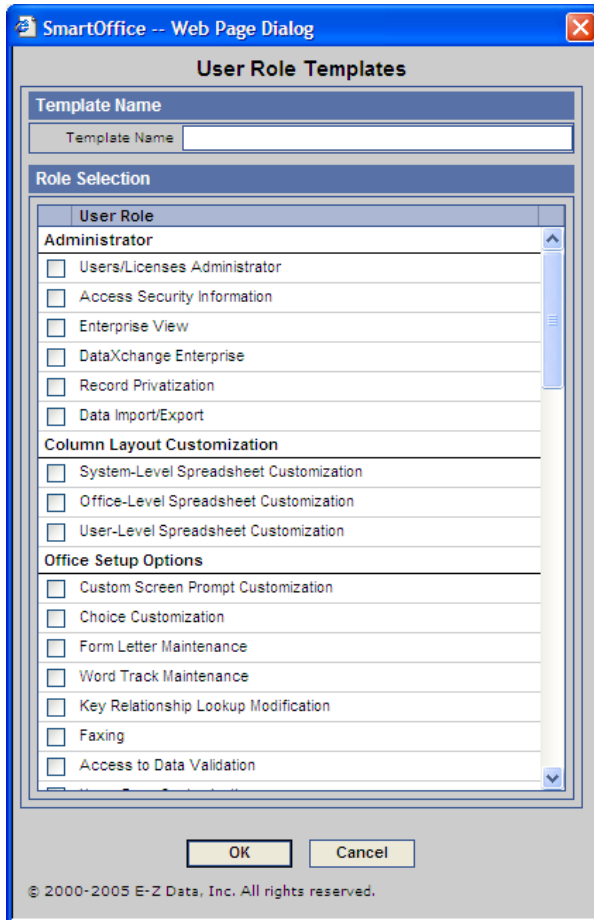 SmartOffice -- Web Page Dialog
User Role Templates
Template Name
Template Name
Role Selection
User Role
Administrator
Users/Licenses Administrator
Access Security Information
Enterprise View
DataXchange Enterprise
Record Privatization
Data Import/Export
Column Layout Customization
System-Level Spreadsheet Customization
Office-Level Spreadsheet Customization
User-Level Spreadsheet Customization
Office Setup Options
Custom Screen Prompt Customization
Choice Customization
Form Letter Maintenance
Word Track Maintenance
Key Relationship Lookup Modification
Faxing
Access to Data Validation
OK Cancel
© 2000-2005 E-Z Data, Inc. All rights reserved.